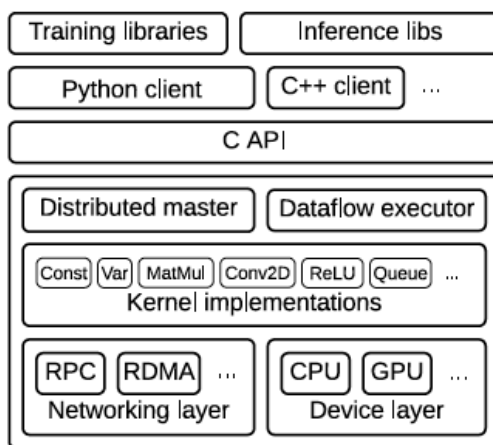 Training libraries Inference libs
Python client C++ client ...
C API
Distributed master Dataflow executor
Const Var MatMul Conv2D ReLU Queue ...
Kernel implementations
RPC RDMA ... CPU GPU ...
Networking layer Device layer